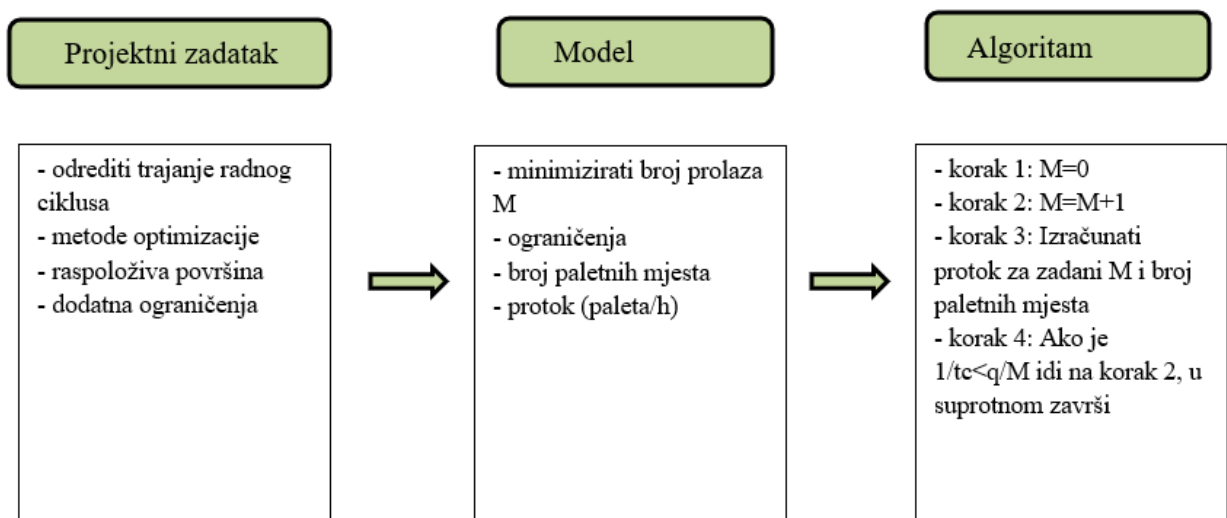 Projektni zadatak
Model
Algoritam
- odrediti trajanje radnog
ciklusa
- metode optimizacije
- raspoloživa površina
- dodatna ograničenja
- minimizirati broj prolaza
M
- ograničenja
- broj paletnih mjesta
- protok (paleta/h)
- korak 1: M=0
- korak 2: M=M+1
- korak 3: Izračunati
protok za zadani M i broj
paletnih mjesta
- korak 4: Ako je
1/tc<q/M idi na korak 2, u
suprotnom završi